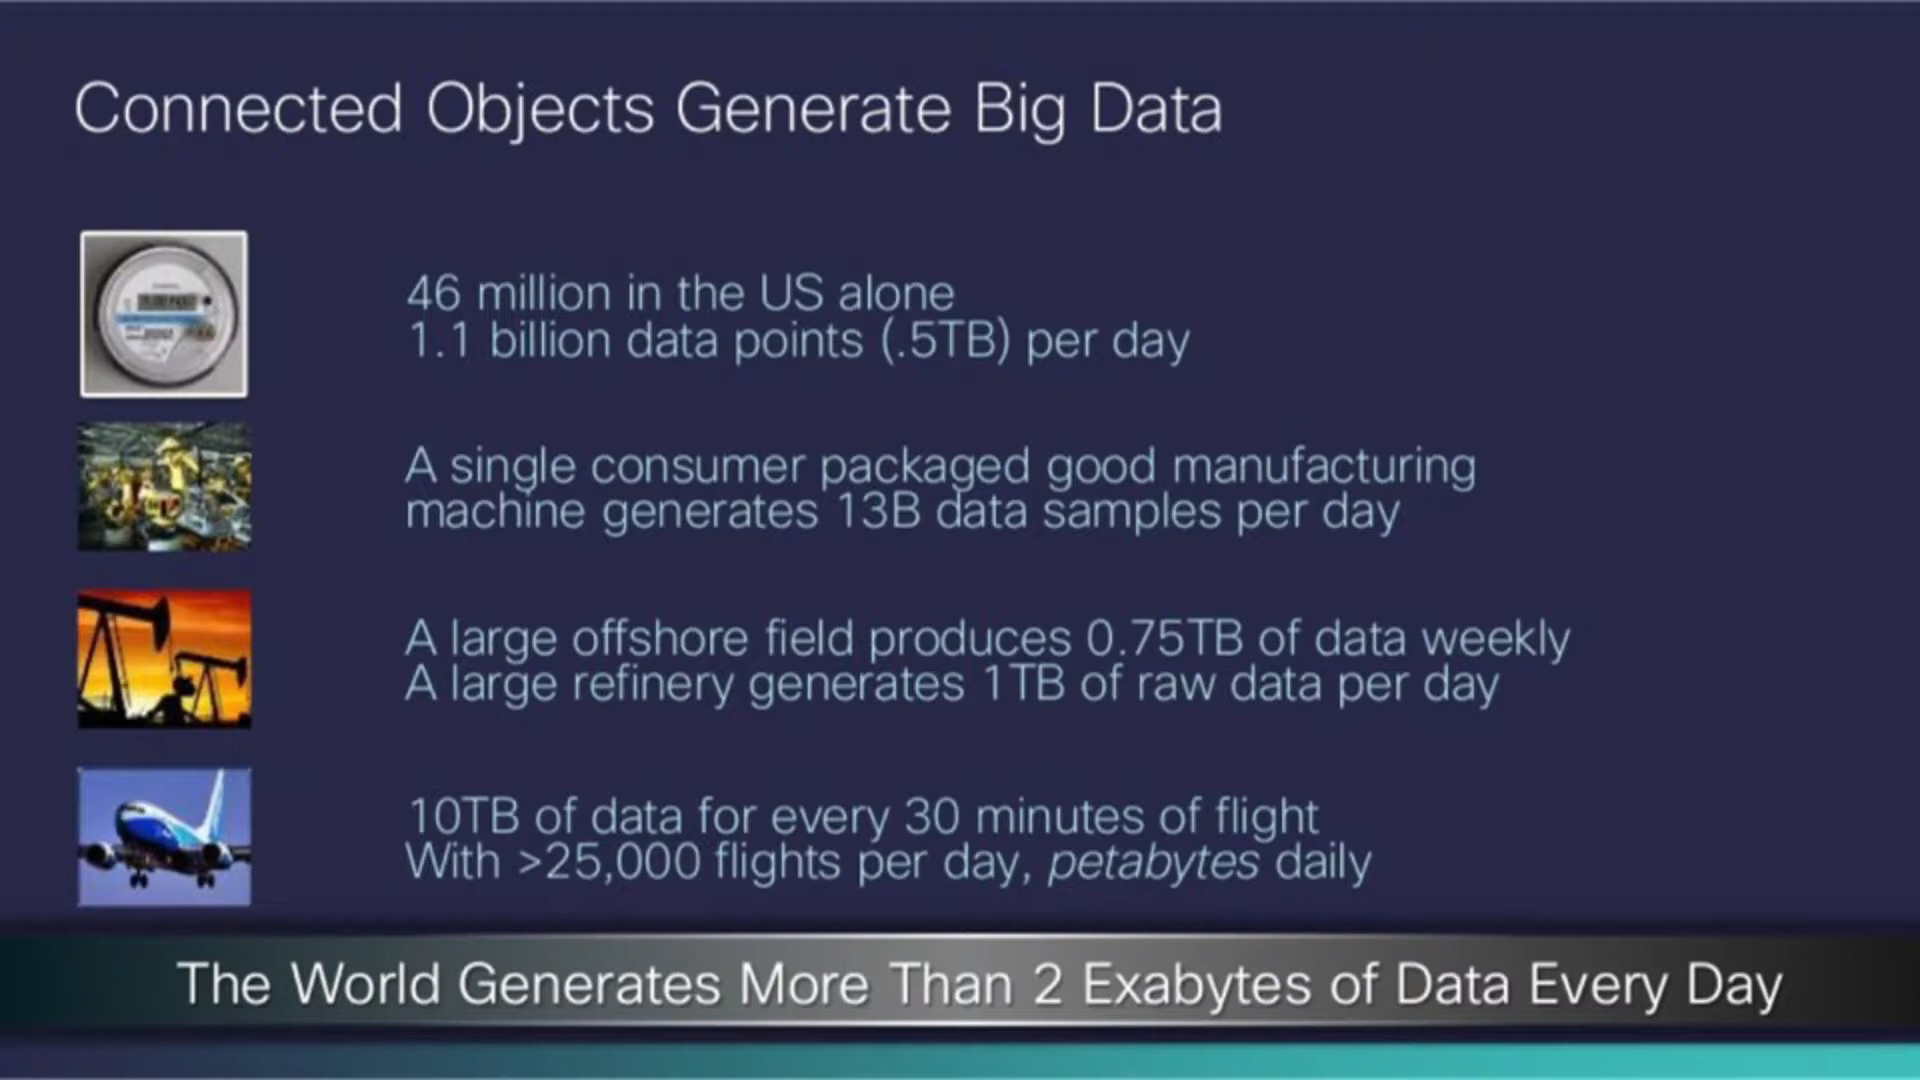 Connected Objects Generate Big Data
46 million in the US alone
1.1 billion data points (.5TB) per day
A single consumer packaged good manufacturing
machine generates 13B data samples per day
A large offshore field produces 0.75TB of data weekly
A large refinery generates 1TB of raw data per day
10TB of data for every 30 minutes of flight
With >25,000 flights per day, petabytes daily
The World Generates More Than 2 Exabytes of Data Every Day